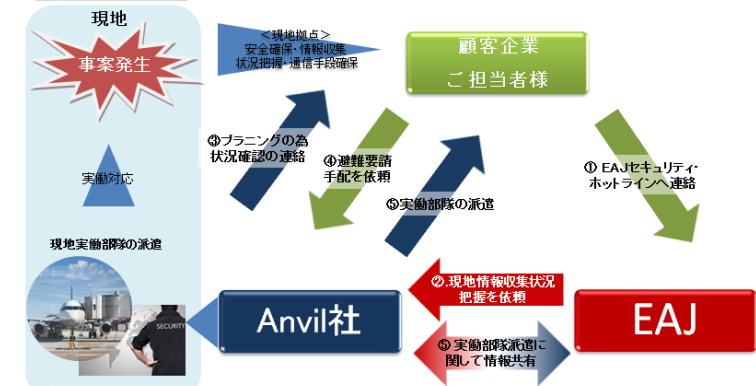 現地
事案発生
＜現地拠点＞
安全確保・情報収集
状況把握・通信手段確保
顧客企業
ご担当者様
③プラニングの為
状況確認の連絡
④避難要請
手配を依頼
⑤実働部隊の派遣
① EAJセキュリティ・
ホットラインへ連絡
実働対応
現地実働部隊の派遣
SECURITY
Anvil社
②.現地情報収集状況
把握を依頼
EAJ
⑤ 実働部隊派遣に
関して情報共有